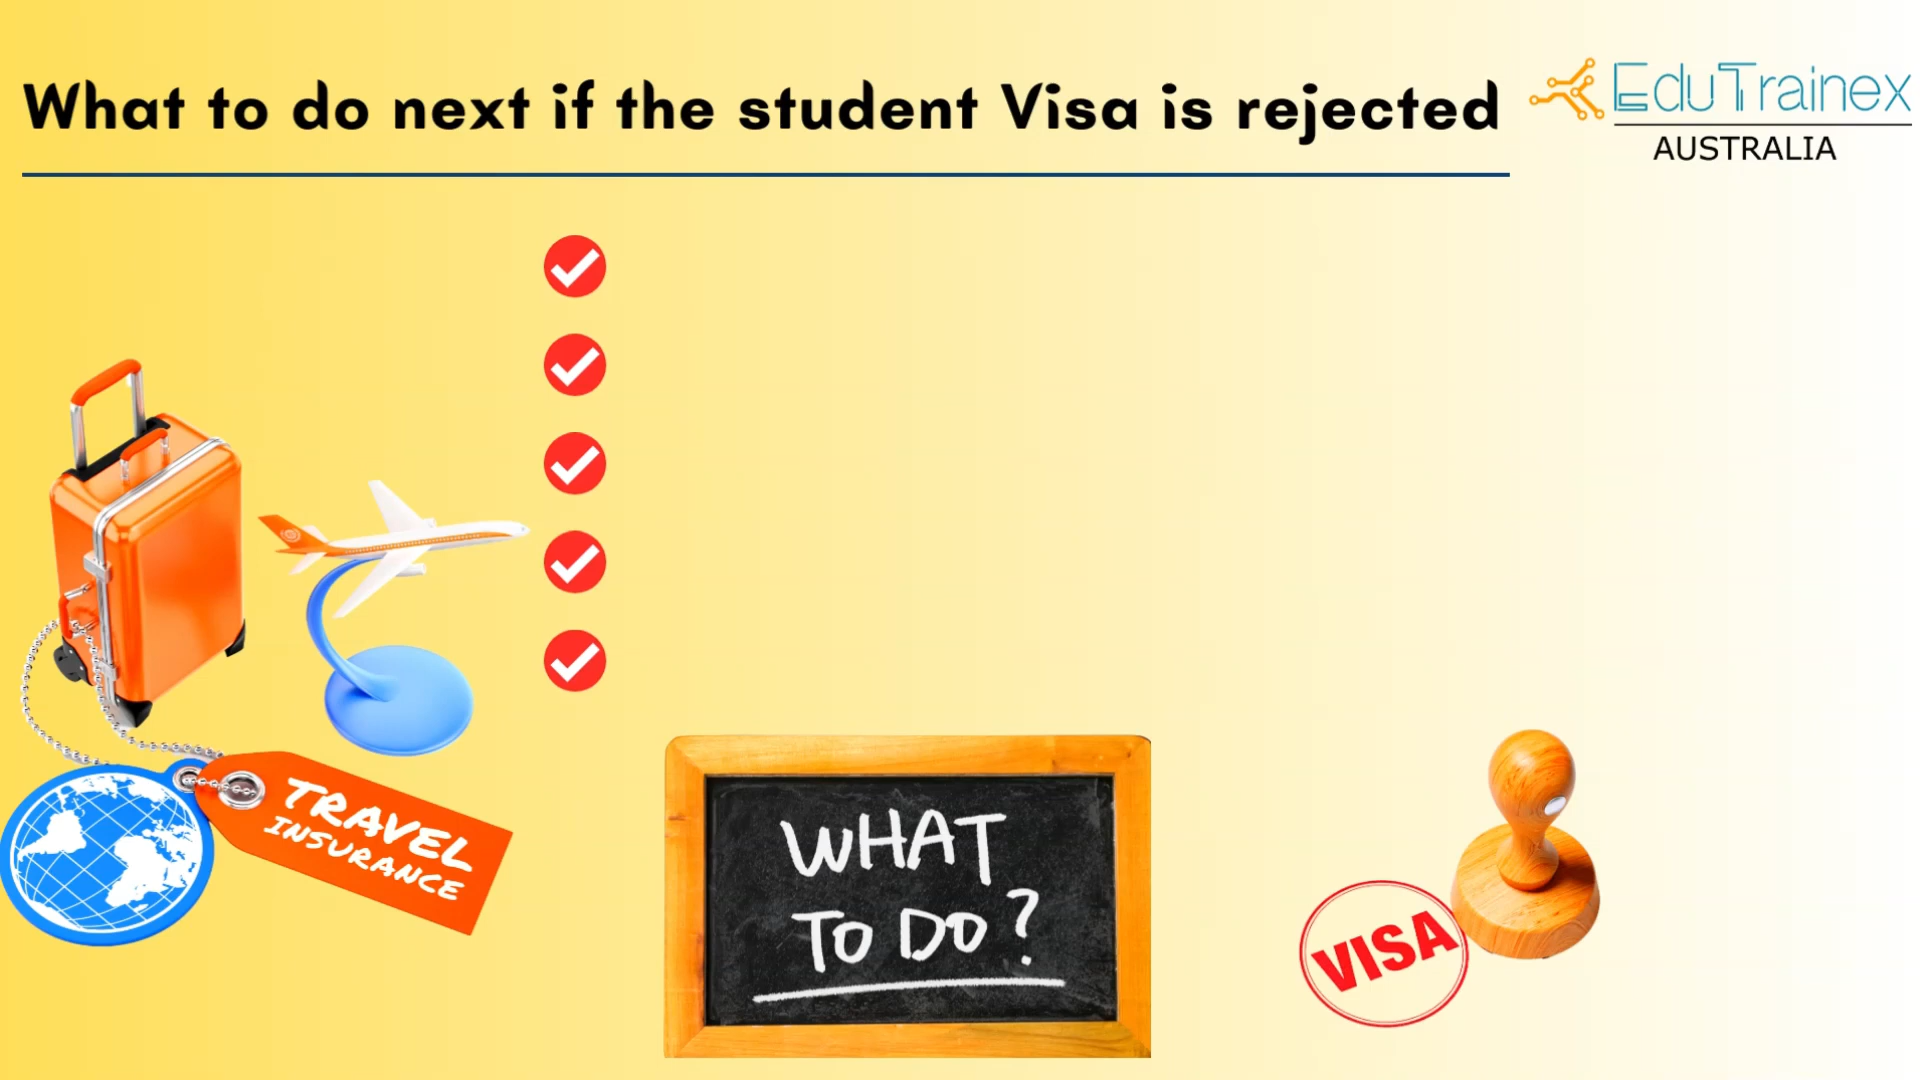 What to do next if the student Visa is rejected
EduTrainex
AUSTRALIA
TRAVEL
INSURANCE
WHAT
TO DO?
VISA